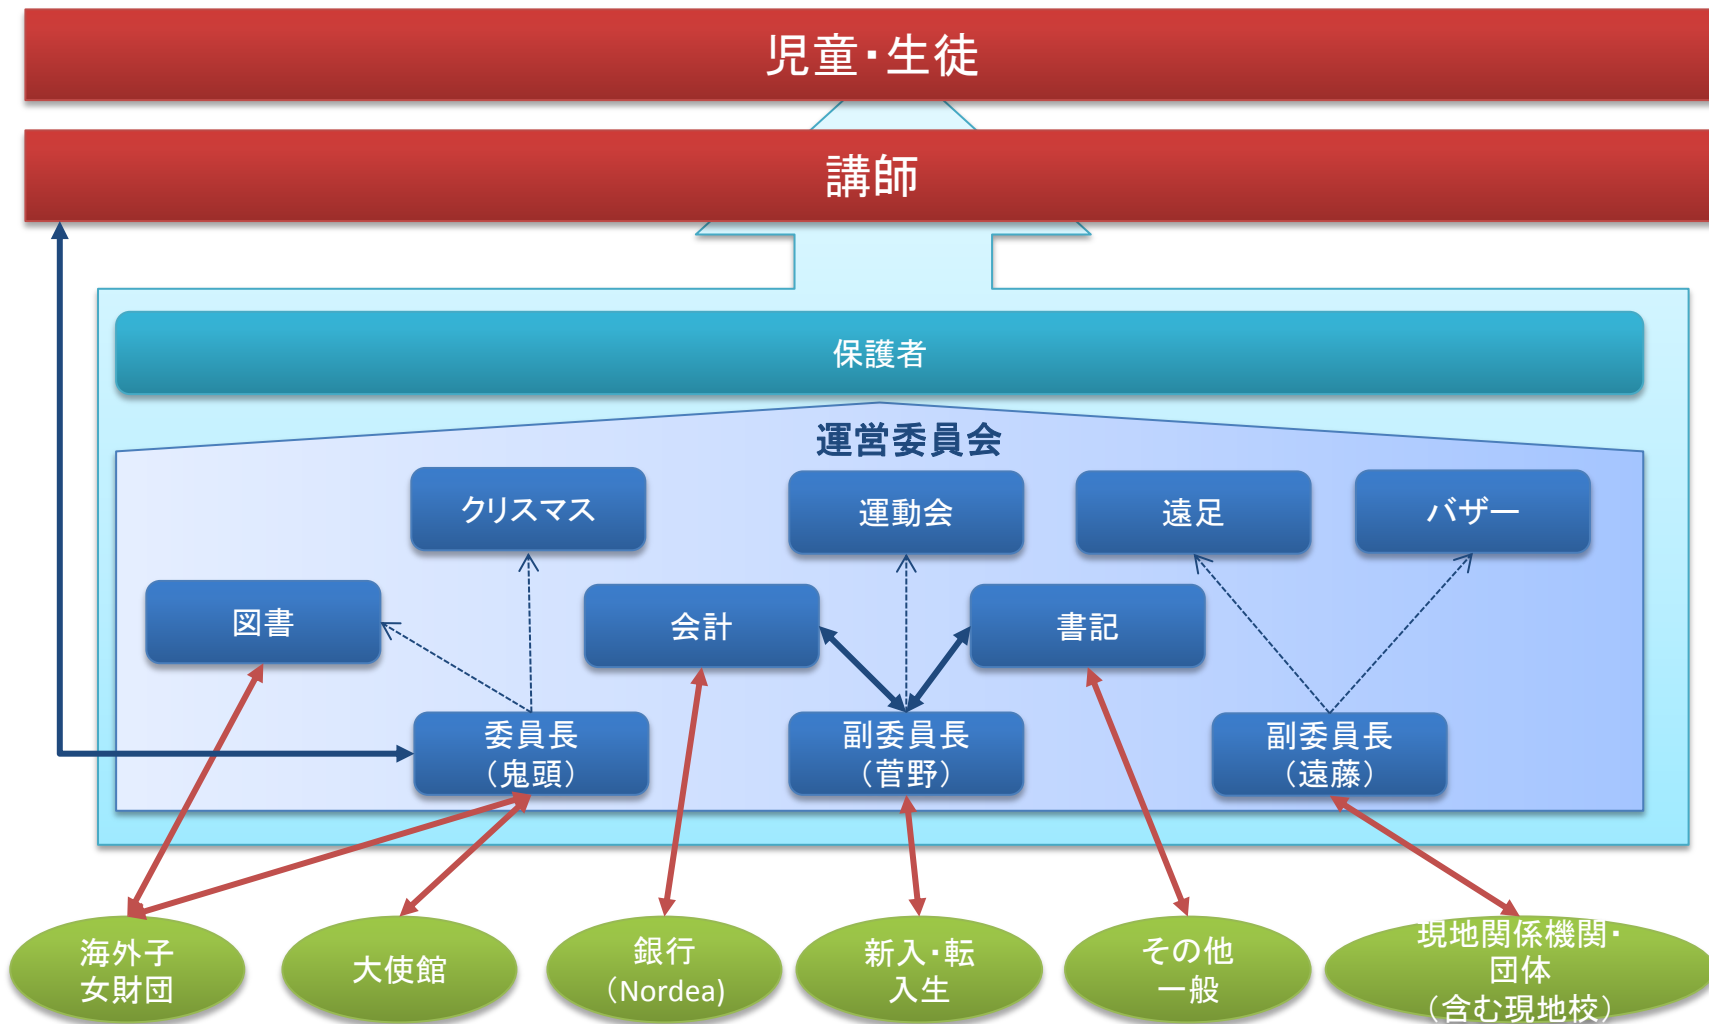 児童・生徒
講師
保護者
運営委員会
クリスマス
運動会
遠足
バザー
図書
会計
書記
委員長
（鬼頭）
副委員長
（菅野）
副委員長
（遠藤）
海外子
女財団
大使館
銀行
（Nordea)
新入・転
入生
その他
一般
現地関係機関・
団体
（含む現地校）